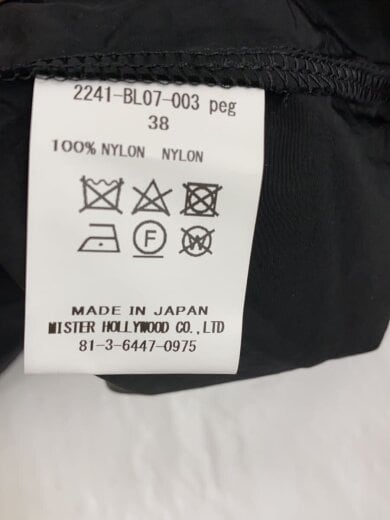 2241-BL07-003 peg
38
100% NYLON NYLON
F W
MADE IN JAPAN
MISTER HOLLYWOOD CO.,LTD
81-3-6447-0975